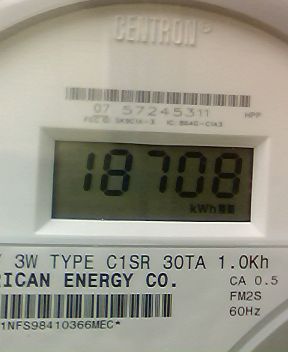 CENTRON®
07 57245311 HPP
18708
kWh
3W TYPE C1SR 30TA 1.0Kh
RICAN ENERGY CO. CA 0.5
FM2S
60Hz
1NFS98410366MEC*